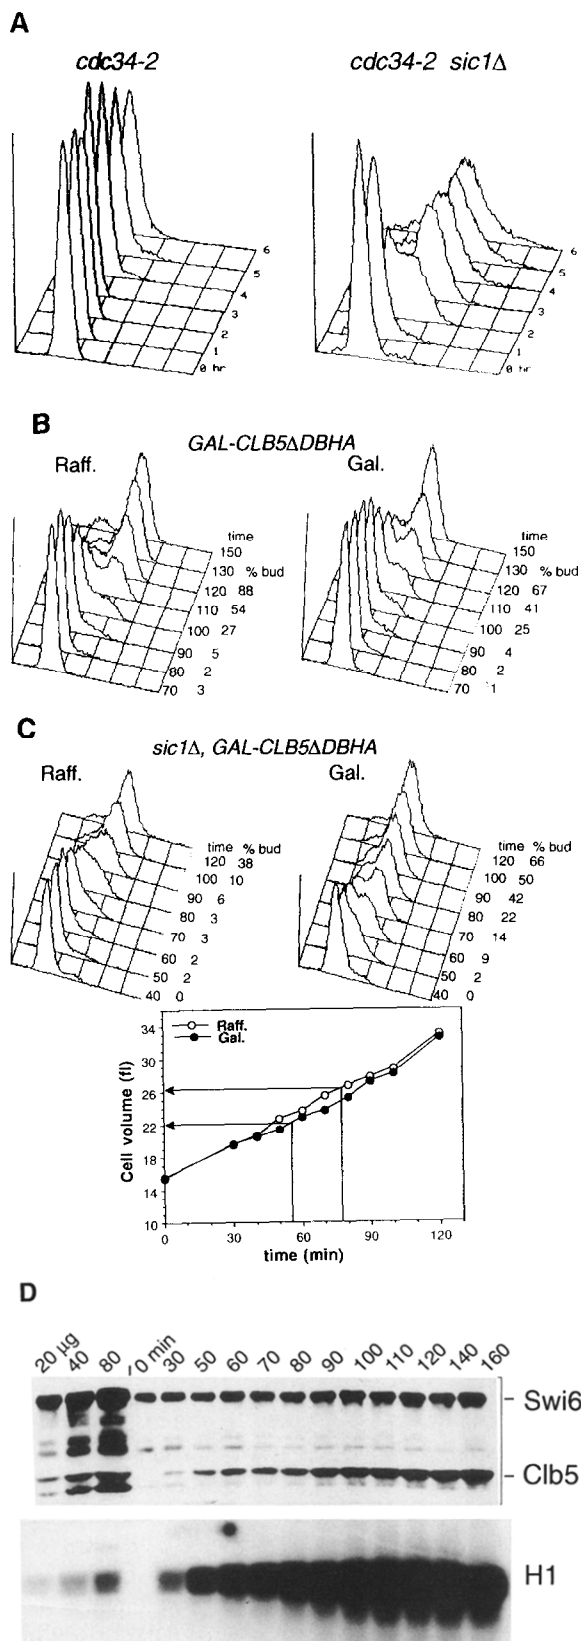 A
cdc34-2 cdc34-2 sic1Δ
6
5
4
3
2
1
0 hr
6
5
4
3
2
1
0 hr
B
GAL-CLB5ΔDBHA
Raff. Gal.
time
150
130 % bud
120 88
110 54
100 27
90 5
80 2
70 3
time
150
130 % bud
120 67
110 41
100 25
90 4
80 2
70 1
C
sic1Δ, GAL-CLB5ΔDBHA
Raff. Gal.
time % bud
120 38
100 10
90 6
80 3
70 3
60 2
50 2
40 0
time % bud
120 66
100 50
90 42
80 22
70 14
60 9
50 2
40 0
Raff.
Gal.
Cell volume (fl)
34
30
26
22
18
14
10
0 30 60 90 120
time (min)
D
20 µg 40 80 0 min 30 50 60 70 80 90 100 110 120 140 160
Swi6
Clb5
H1